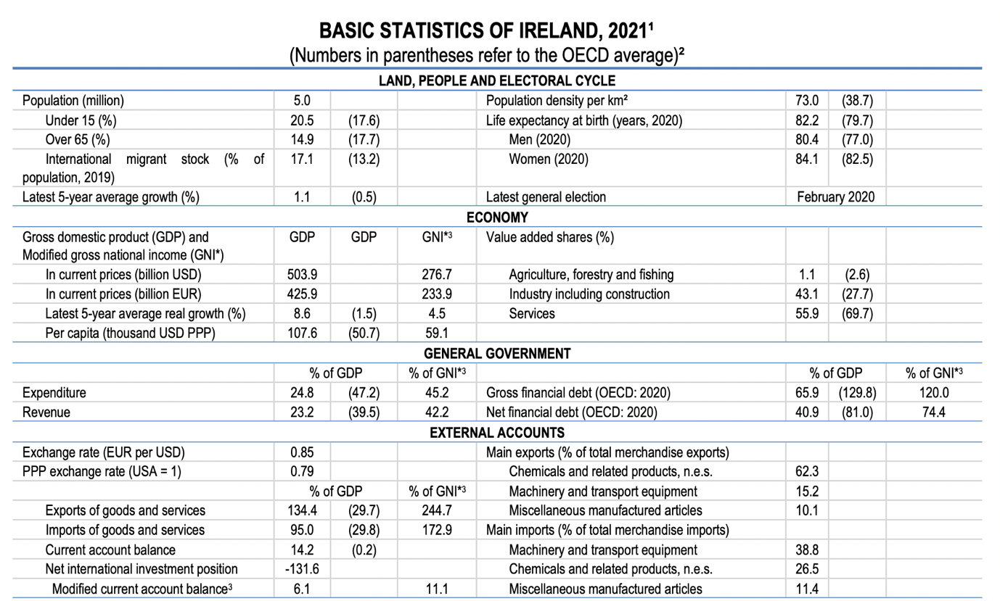 BASIC STATISTICS OF IRELAND, 2021¹
(Numbers in parentheses refer to the OECD average)²
LAND, PEOPLE AND ELECTORAL CYCLE
Population (million) 5.0 Population density per km² 73.0 (38.7)
Under 15 (%) 20.5 (17.6) Life expectancy at birth (years, 2020) 82.2 (79.7)
Over 65 (%) 14.9 (17.7) Men (2020) 80.4 (77.0)
International migrant stock (% of 17.1 (13.2) Women (2020) 84.1 (82.5)
population, 2019)
Latest 5-year average growth (%) 1.1 (0.5) Latest general election February 2020
ECONOMY
Gross domestic product (GDP) and GDP GDP GNI*³ Value added shares (%)
Modified gross national income (GNI*)
In current prices (billion USD) 503.9 276.7 Agriculture, forestry and fishing 1.1 (2.6)
In current prices (billion EUR) 425.9 233.9 Industry including construction 43.1 (27.7)
Latest 5-year average real growth (%) 8.6 (1.5) 4.5 Services 55.9 (69.7)
Per capita (thousand USD PPP) 107.6 (50.7) 59.1
GENERAL GOVERNMENT
% of GDP % of GNI*³ % of GDP % of GNI*³
Expenditure 24.8 (47.2) 45.2 Gross financial debt (OECD: 2020) 65.9 (129.8) 120.0
Revenue 23.2 (39.5) 42.2 Net financial debt (OECD: 2020) 40.9 (81.0) 74.4
EXTERNAL ACCOUNTS
Exchange rate (EUR per USD) 0.85 Main exports (% of total merchandise exports)
PPP exchange rate (USA = 1) 0.79 Chemicals and related products, n.e.s. 62.3
% of GDP % of GNI*³ Machinery and transport equipment 15.2
Exports of goods and services 134.4 (29.7) 244.7 Miscellaneous manufactured articles 10.1
Imports of goods and services 95.0 (29.8) 172.9 Main imports (% of total merchandise imports)
Current account balance 14.2 (0.2) Machinery and transport equipment 38.8
Net international investment position -131.6 Chemicals and related products, n.e.s. 26.5
Modified current account balance³ 6.1 11.1 Miscellaneous manufactured articles 11.4